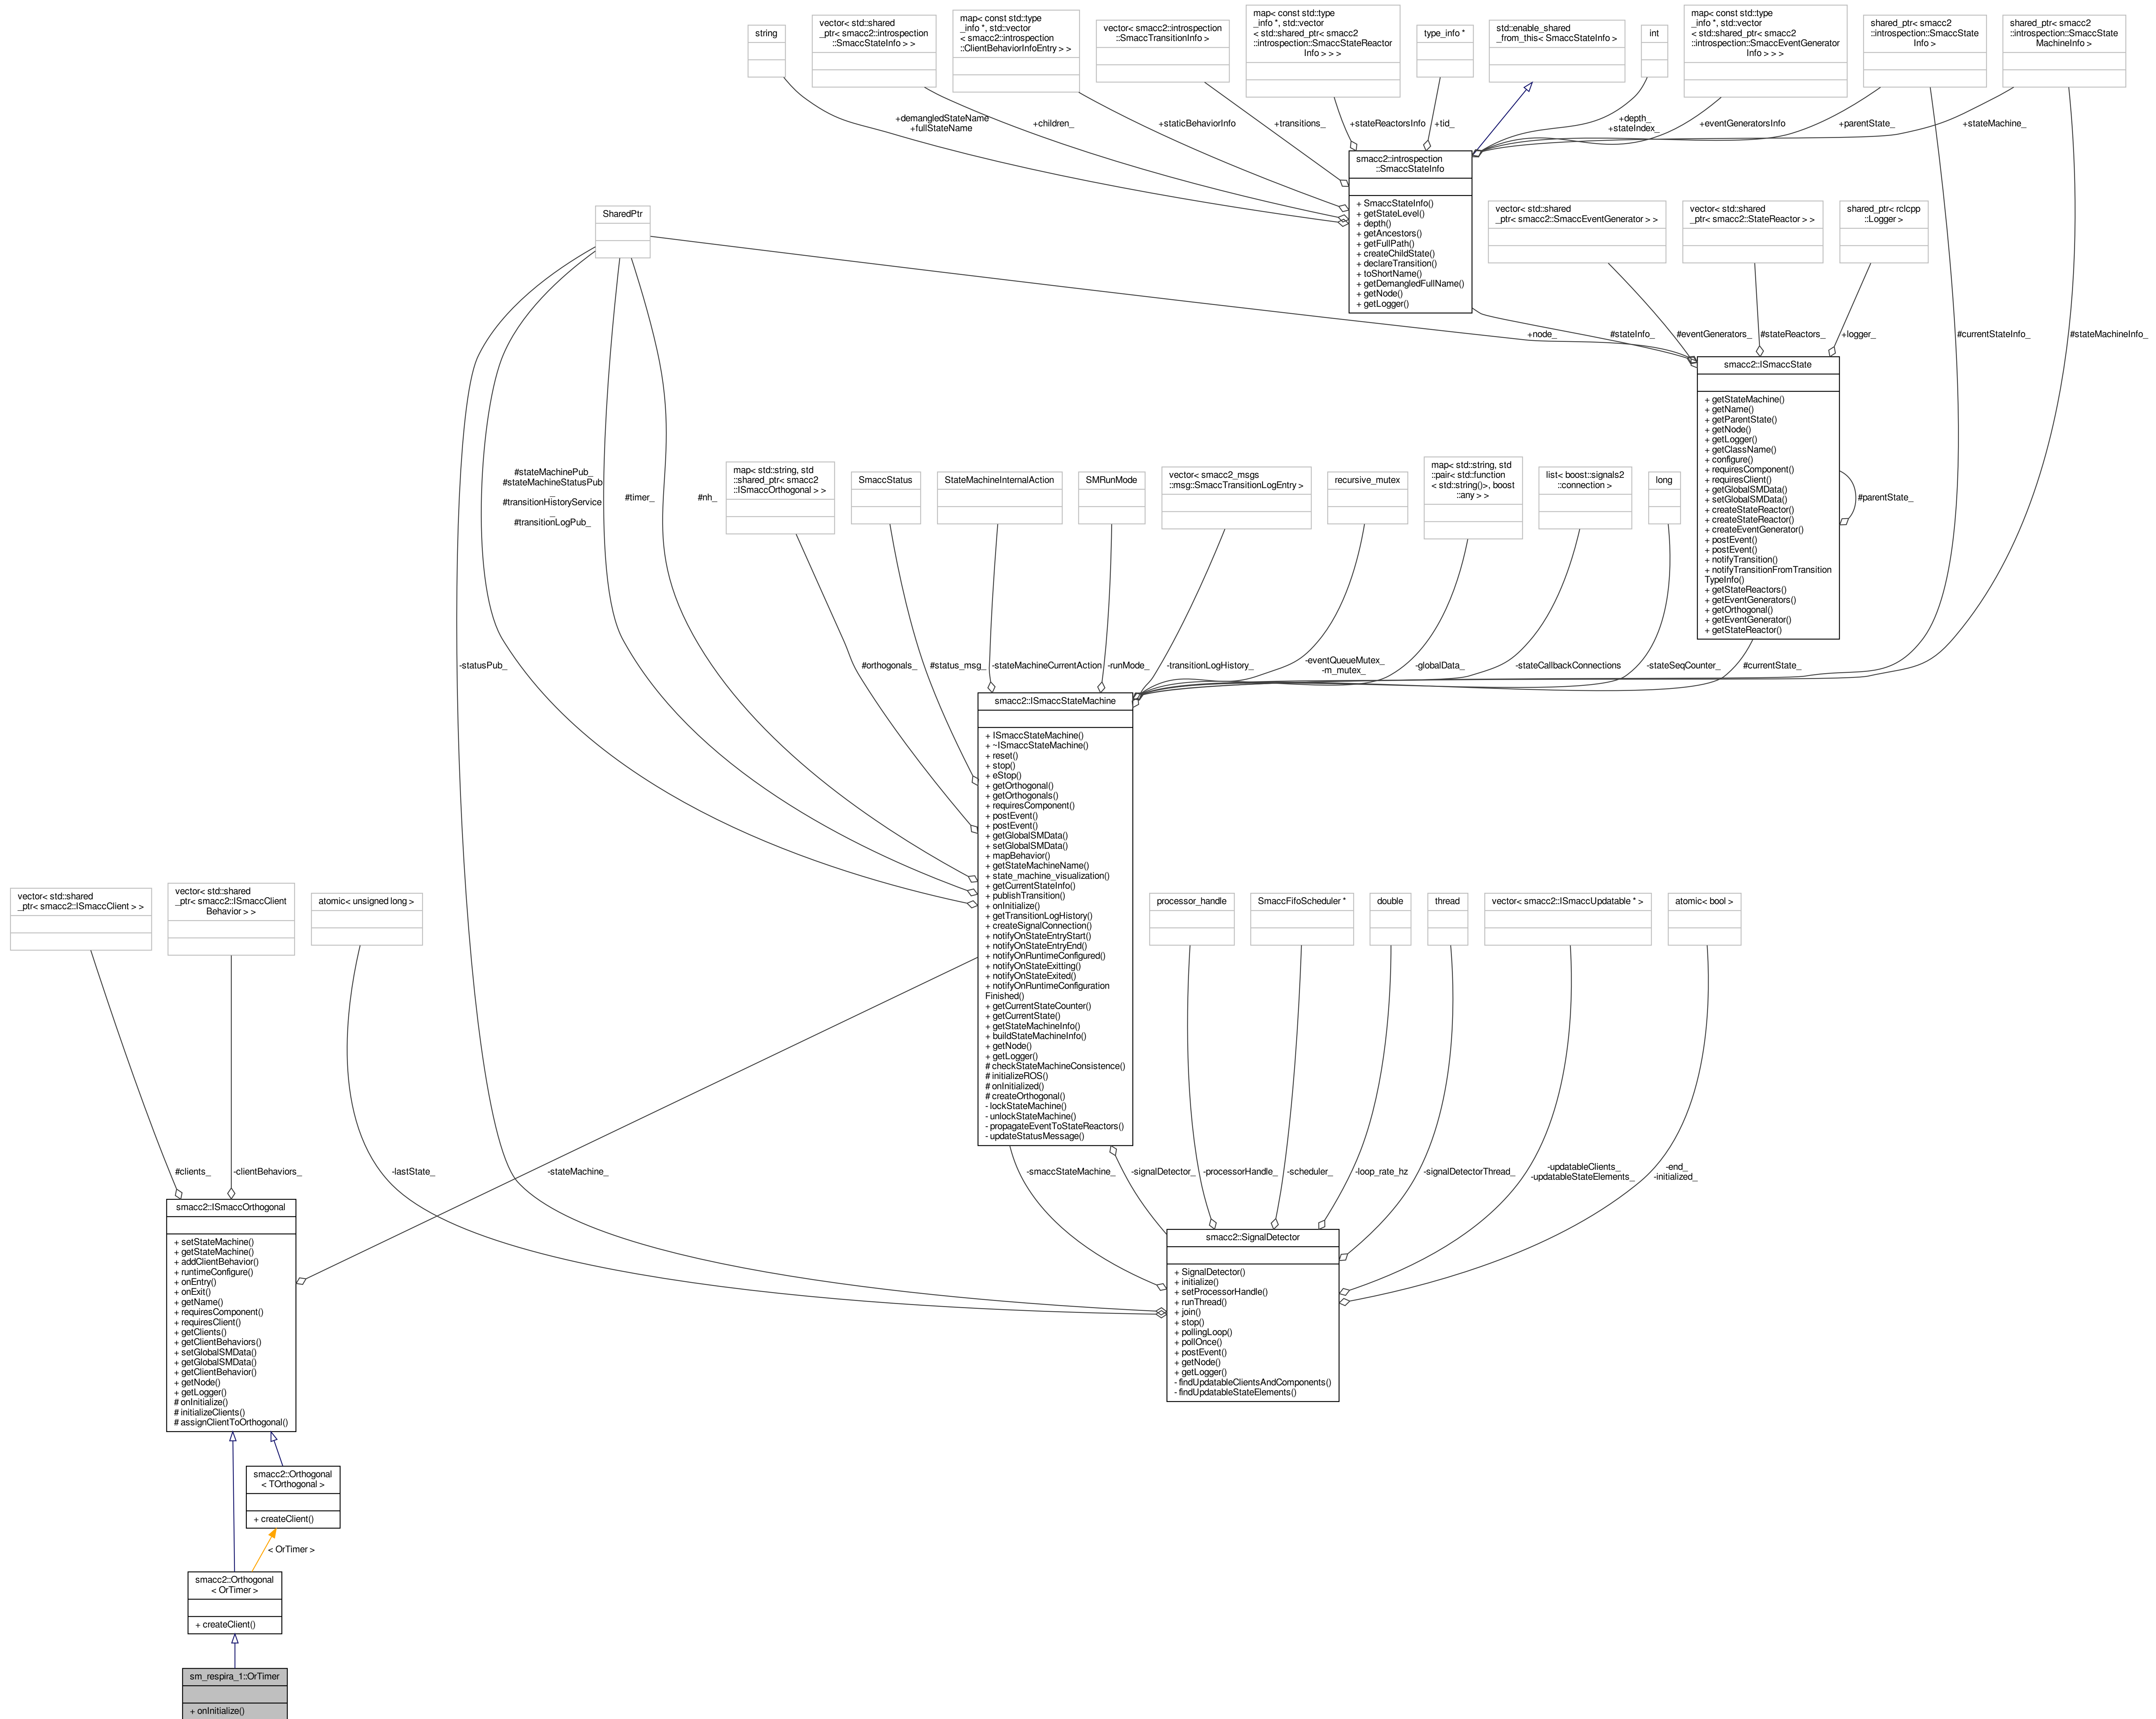 string
vector< std::shared
_ptr< smacc2::introspection
::SmaccStateInfo > >
map< const std::type
_info *, std::vector
< smacc2::introspection
::ClientBehaviorInfoEntry > >
vector< smacc2::introspection
::SmaccTransitionInfo >
map< const std::type
_info *, std::vector
< std::shared_ptr< smacc2
::introspection::SmaccStateReactor
Info > > >
type_info *
std::enable_shared
_from_this< SmaccStateInfo >
int
map< const std::type
_info *, std::vector
< std::shared_ptr< smacc2
::introspection::SmaccEventGenerator
Info > > >
shared_ptr< smacc2
::introspection::SmaccState
Info >
shared_ptr< smacc2
::introspection::SmaccState
MachineInfo >
+demangledStateName
+fullStateName
+children_
+staticBehaviorInfo
+transitions_
+stateReactorsInfo
+tid_
+depth_
+stateIndex_
+eventGeneratorsInfo
+parentState_
+stateMachine_
smacc2::introspection
::SmaccStateInfo
+ SmaccStateInfo()
+ getStateLevel()
+ depth()
+ getAncestors()
+ getFullPath()
+ createChildState()
+ declareTransition()
+ toShortName()
+ getDemangledFullName()
+ getNode()
+ getLogger()
SharedPtr
vector< std::shared
_ptr< smacc2::SmaccEventGenerator > >
vector< std::shared
_ptr< smacc2::StateReactor > >
shared_ptr< rclcpp
::Logger >
+node_
#stateInfo_
#eventGenerators_
#stateReactors_
+logger_
#currentStateInfo_
#stateMachineInfo_
smacc2::ISmaccState
+ getStateMachine()
+ getName()
+ getParentState()
+ getNode()
+ getLogger()
+ getClassName()
+ configure()
+ requiresComponent()
+ requiresClient()
+ getGlobalSMData()
+ setGlobalSMData()
+ createStateReactor()
+ createStateReactor()
+ createEventGenerator()
+ postEvent()
+ postEvent()
+ notifyTransition()
+ notifyTransitionFromTransition
TypeInfo()
+ getStateReactors()
+ getEventGenerators()
+ getOrthogonal()
+ getEventGenerator()
+ getStateReactor()
#parentState_
#stateMachinePub_
#stateMachineStatusPub
_
#transitionHistoryService
_
#transitionLogPub_
#timer_
#nh_
map< std::string, std
::shared_ptr< smacc2
::ISmaccOrthogonal > >
SmaccStatus
StateMachineInternalAction
SMRunMode
vector< smacc2_msgs
::msg::SmaccTransitionLogEntry >
recursive_mutex
map< std::string, std
::pair< std::function
< std::string()>, boost
::any > >
list< boost::signals2
::connection >
long
-statusPub_
#orthogonals_
#status_msg_
-stateMachineCurrentAction
-runMode_
-transitionLogHistory_
-eventQueueMutex_
-m_mutex_
-globalData_
-stateCallbackConnections
-stateSeqCounter_
#currentState_
smacc2::ISmaccStateMachine
+ ISmaccStateMachine()
+ ~ISmaccStateMachine()
+ reset()
+ stop()
+ eStop()
+ getOrthogonal()
+ getOrthogonals()
+ requiresComponent()
+ postEvent()
+ postEvent()
+ getGlobalSMData()
+ setGlobalSMData()
+ mapBehavior()
+ getStateMachineName()
+ state_machine_visualization()
+ getCurrentStateInfo()
+ publishTransition()
+ onInitialize()
+ getTransitionLogHistory()
+ createSignalConnection()
+ notifyOnStateEntryStart()
+ notifyOnStateEntryEnd()
+ notifyOnRuntimeConfigured()
+ notifyOnStateExitting()
+ notifyOnStateExited()
+ notifyOnRuntimeConfiguration
Finished()
+ getCurrentStateCounter()
+ getCurrentState()
+ getStateMachineInfo()
+ buildStateMachineInfo()
+ getNode()
+ getLogger()
# checkStateMachineConsistence()
# initializeROS()
# onInitialized()
# createOrthogonal()
- lockStateMachine()
- unlockStateMachine()
- propagateEventToStateReactors()
- updateStatusMessage()
vector< std::shared
_ptr< smacc2::ISmaccClient > >
vector< std::shared
_ptr< smacc2::ISmaccClient
Behavior > >
atomic< unsigned long >
processor_handle
SmaccFifoScheduler *
double
thread
vector< smacc2::ISmaccUpdatable * >
atomic< bool >
#clients_
-clientBehaviors_
-lastState_
-stateMachine_
-smaccStateMachine_
-signalDetector_
-processorHandle_
-scheduler_
-loop_rate_hz
-signalDetectorThread_
-updatableClients_
-updatableStateElements_
-end_
-initialized_
smacc2::ISmaccOrthogonal
+ setStateMachine()
+ getStateMachine()
+ addClientBehavior()
+ runtimeConfigure()
+ onEntry()
+ onExit()
+ getName()
+ requiresComponent()
+ requiresClient()
+ getClients()
+ getClientBehaviors()
+ setGlobalSMData()
+ getGlobalSMData()
+ getClientBehavior()
+ getNode()
+ getLogger()
# onInitialize()
# initializeClients()
# assignClientToOrthogonal()
smacc2::SignalDetector
+ SignalDetector()
+ initialize()
+ setProcessorHandle()
+ runThread()
+ join()
+ stop()
+ pollingLoop()
+ pollOnce()
+ postEvent()
+ getNode()
+ getLogger()
- findUpdatableClientsAndComponents()
- findUpdatableStateElements()
smacc2::Orthogonal
< TOrthogonal >
+ createClient()
< OrTimer >
smacc2::Orthogonal
< OrTimer >
+ createClient()
sm_respira_1::OrTimer
+ onInitialize()